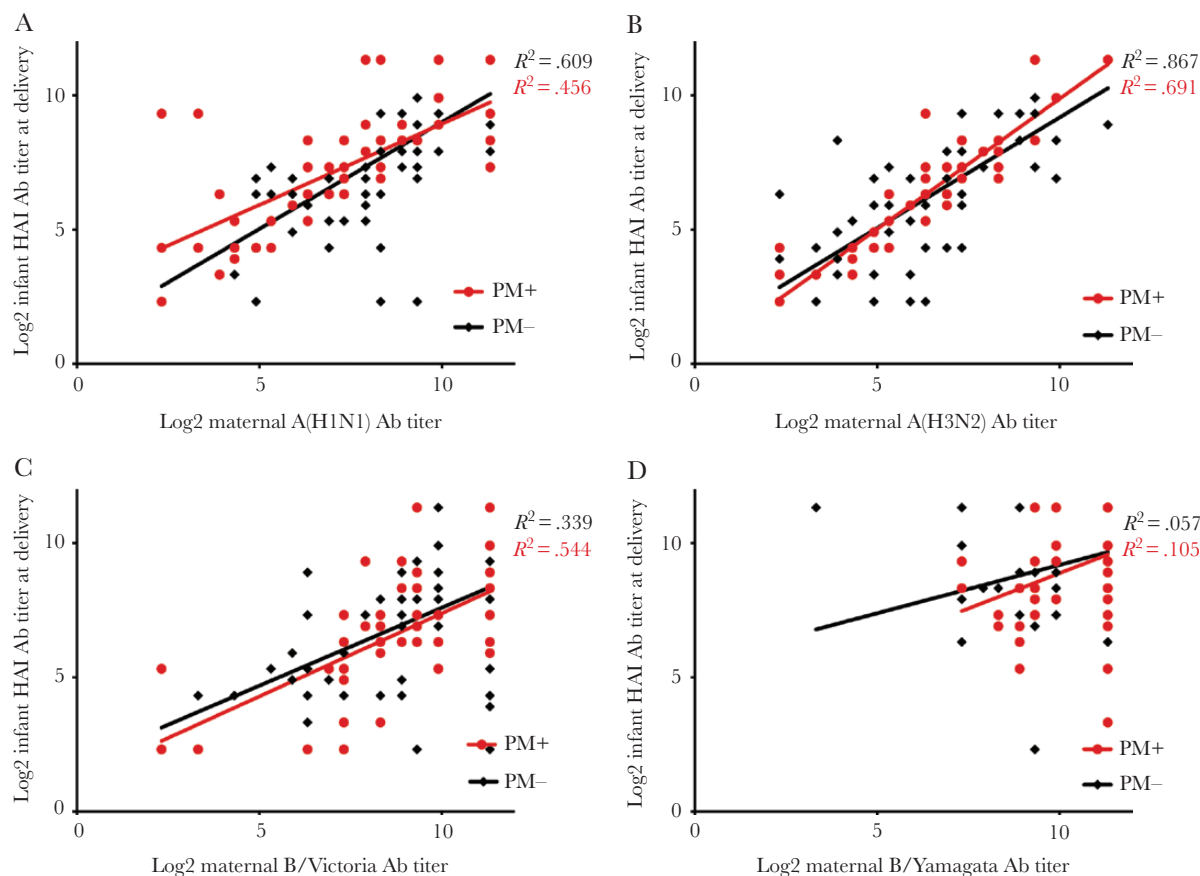 A
Log2 infant HAI Ab titer at delivery
10
5
0
0
5
10
R² = .609
R² = .456
PM+
PM–
Log2 maternal A(H1N1) Ab titer
B
Log2 infant HAI Ab titer at delivery
10
5
0
0
5
10
R² = .867
R² = .691
PM+
PM–
Log2 maternal A(H3N2) Ab titer
C
Log2 infant HAI Ab titer at delivery
10
5
0
0
5
10
R² = .339
R² = .544
PM+
PM–
Log2 maternal B/Victoria Ab titer
D
Log2 infant HAI Ab titer at delivery
10
5
0
0
5
10
R² = .057
R² = .105
PM+
PM–
Log2 maternal B/Yamagata Ab titer